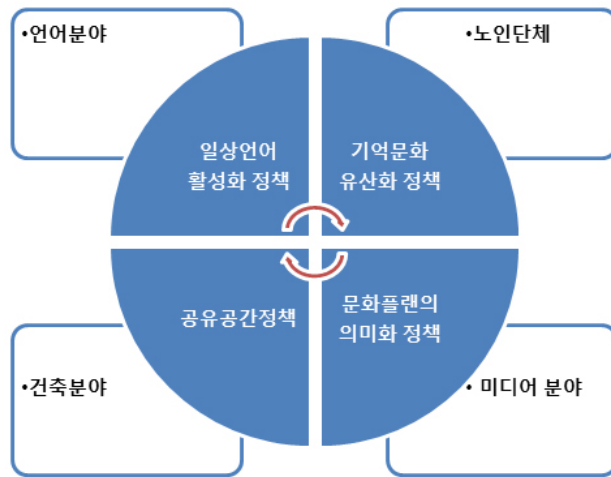 •언어분야
•노인단체
일상언어
활성화 정책
기억문화
유산화 정책
공유공간정책
문화플랜의
의미화 정책
•건축분야
• 미디어 분야